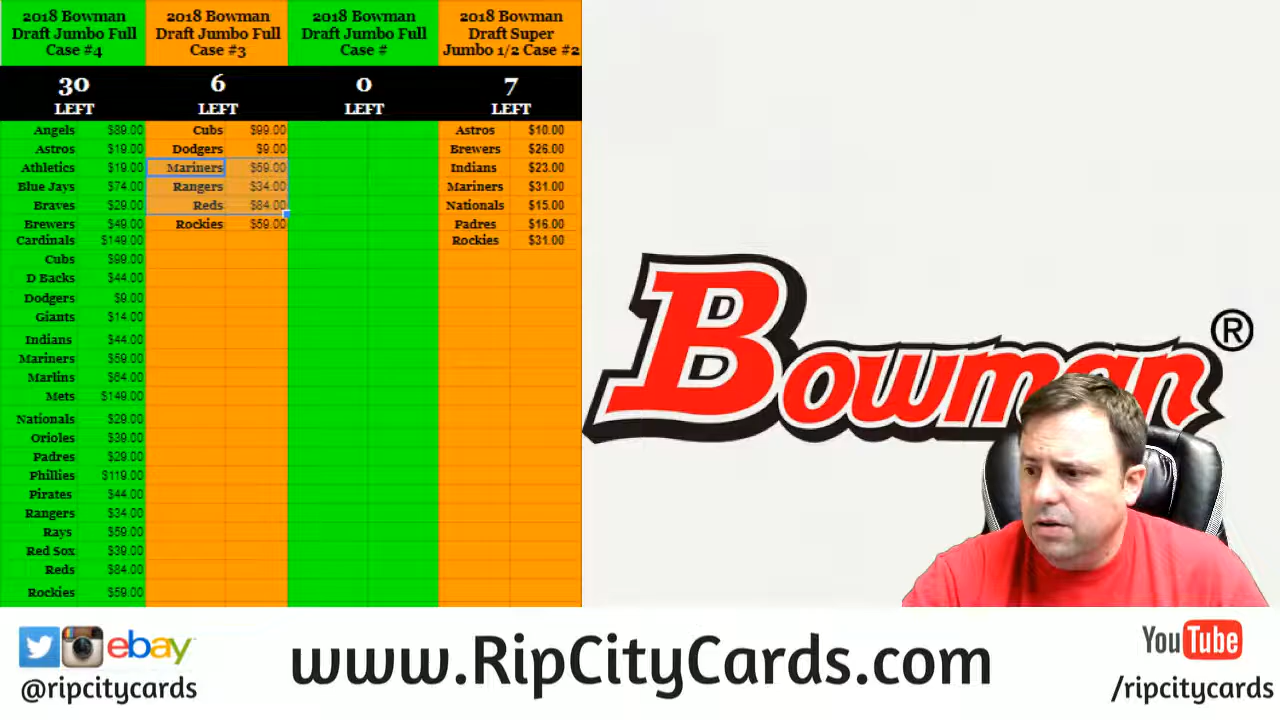 2018 Bowman
Draft Jumbo Full
Case #4
2018 Bowman
Draft Jumbo Full
Case #3
2018 Bowman
Draft Jumbo Full
Case #
2018 Bowman
Draft Super
Jumbo 1/2 Case #2
30
LEFT
6
LEFT
0
LEFT
7
LEFT
Angels $89.00
Astros $19.00
Athletics $19.00
Blue Jays $74.00
Braves $29.00
Brewers $49.00
Cardinals $149.00
Cubs $99.00
D Backs $44.00
Dodgers $9.00
Giants $14.00
Indians $44.00
Mariners $59.00
Marlins $64.00
Mets $149.00
Nationals $29.00
Orioles $39.00
Padres $29.00
Phillies $119.00
Pirates $44.00
Rangers $34.00
Rays $59.00
Red Sox $39.00
Reds $84.00
Rockies $59.00
Cubs $99.00
Dodgers $9.00
Mariners $59.00
Rangers $34.00
Reds $84.00
Rockies $59.00
Astros $10.00
Brewers $26.00
Indians $23.00
Mariners $31.00
Nationals $15.00
Padres $16.00
Rockies $31.00
Bowman®
ebay
@ripcitycards
www.RipCityCards.com
YouTube
/ripcitycards